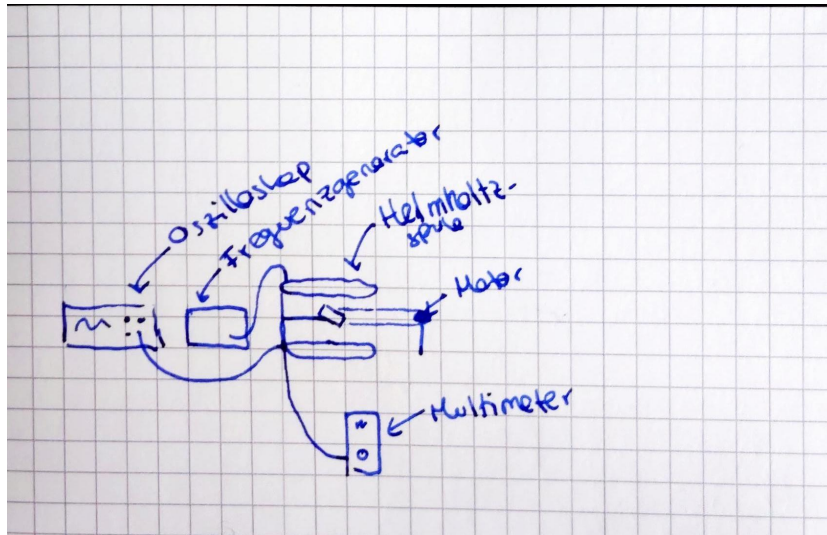 Oszilloskop
Frequenzgenerator
Helmholtz-
spule
Motor
Multimeter